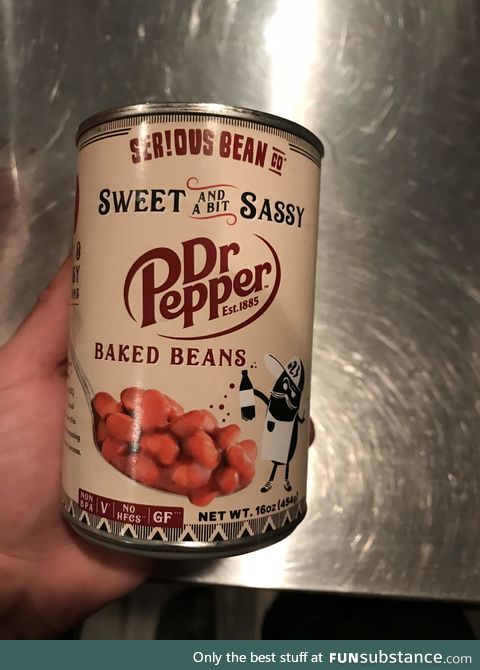 SER!OUS BEAN CO
SWEET AND A BIT SASSY
Dr
Pepper
Est. 1885
BAKED BEANS
NON BPA V NO HFCS GF
NET WT. 16oz (454g)
Only the best stuff at FUNsubstance.com